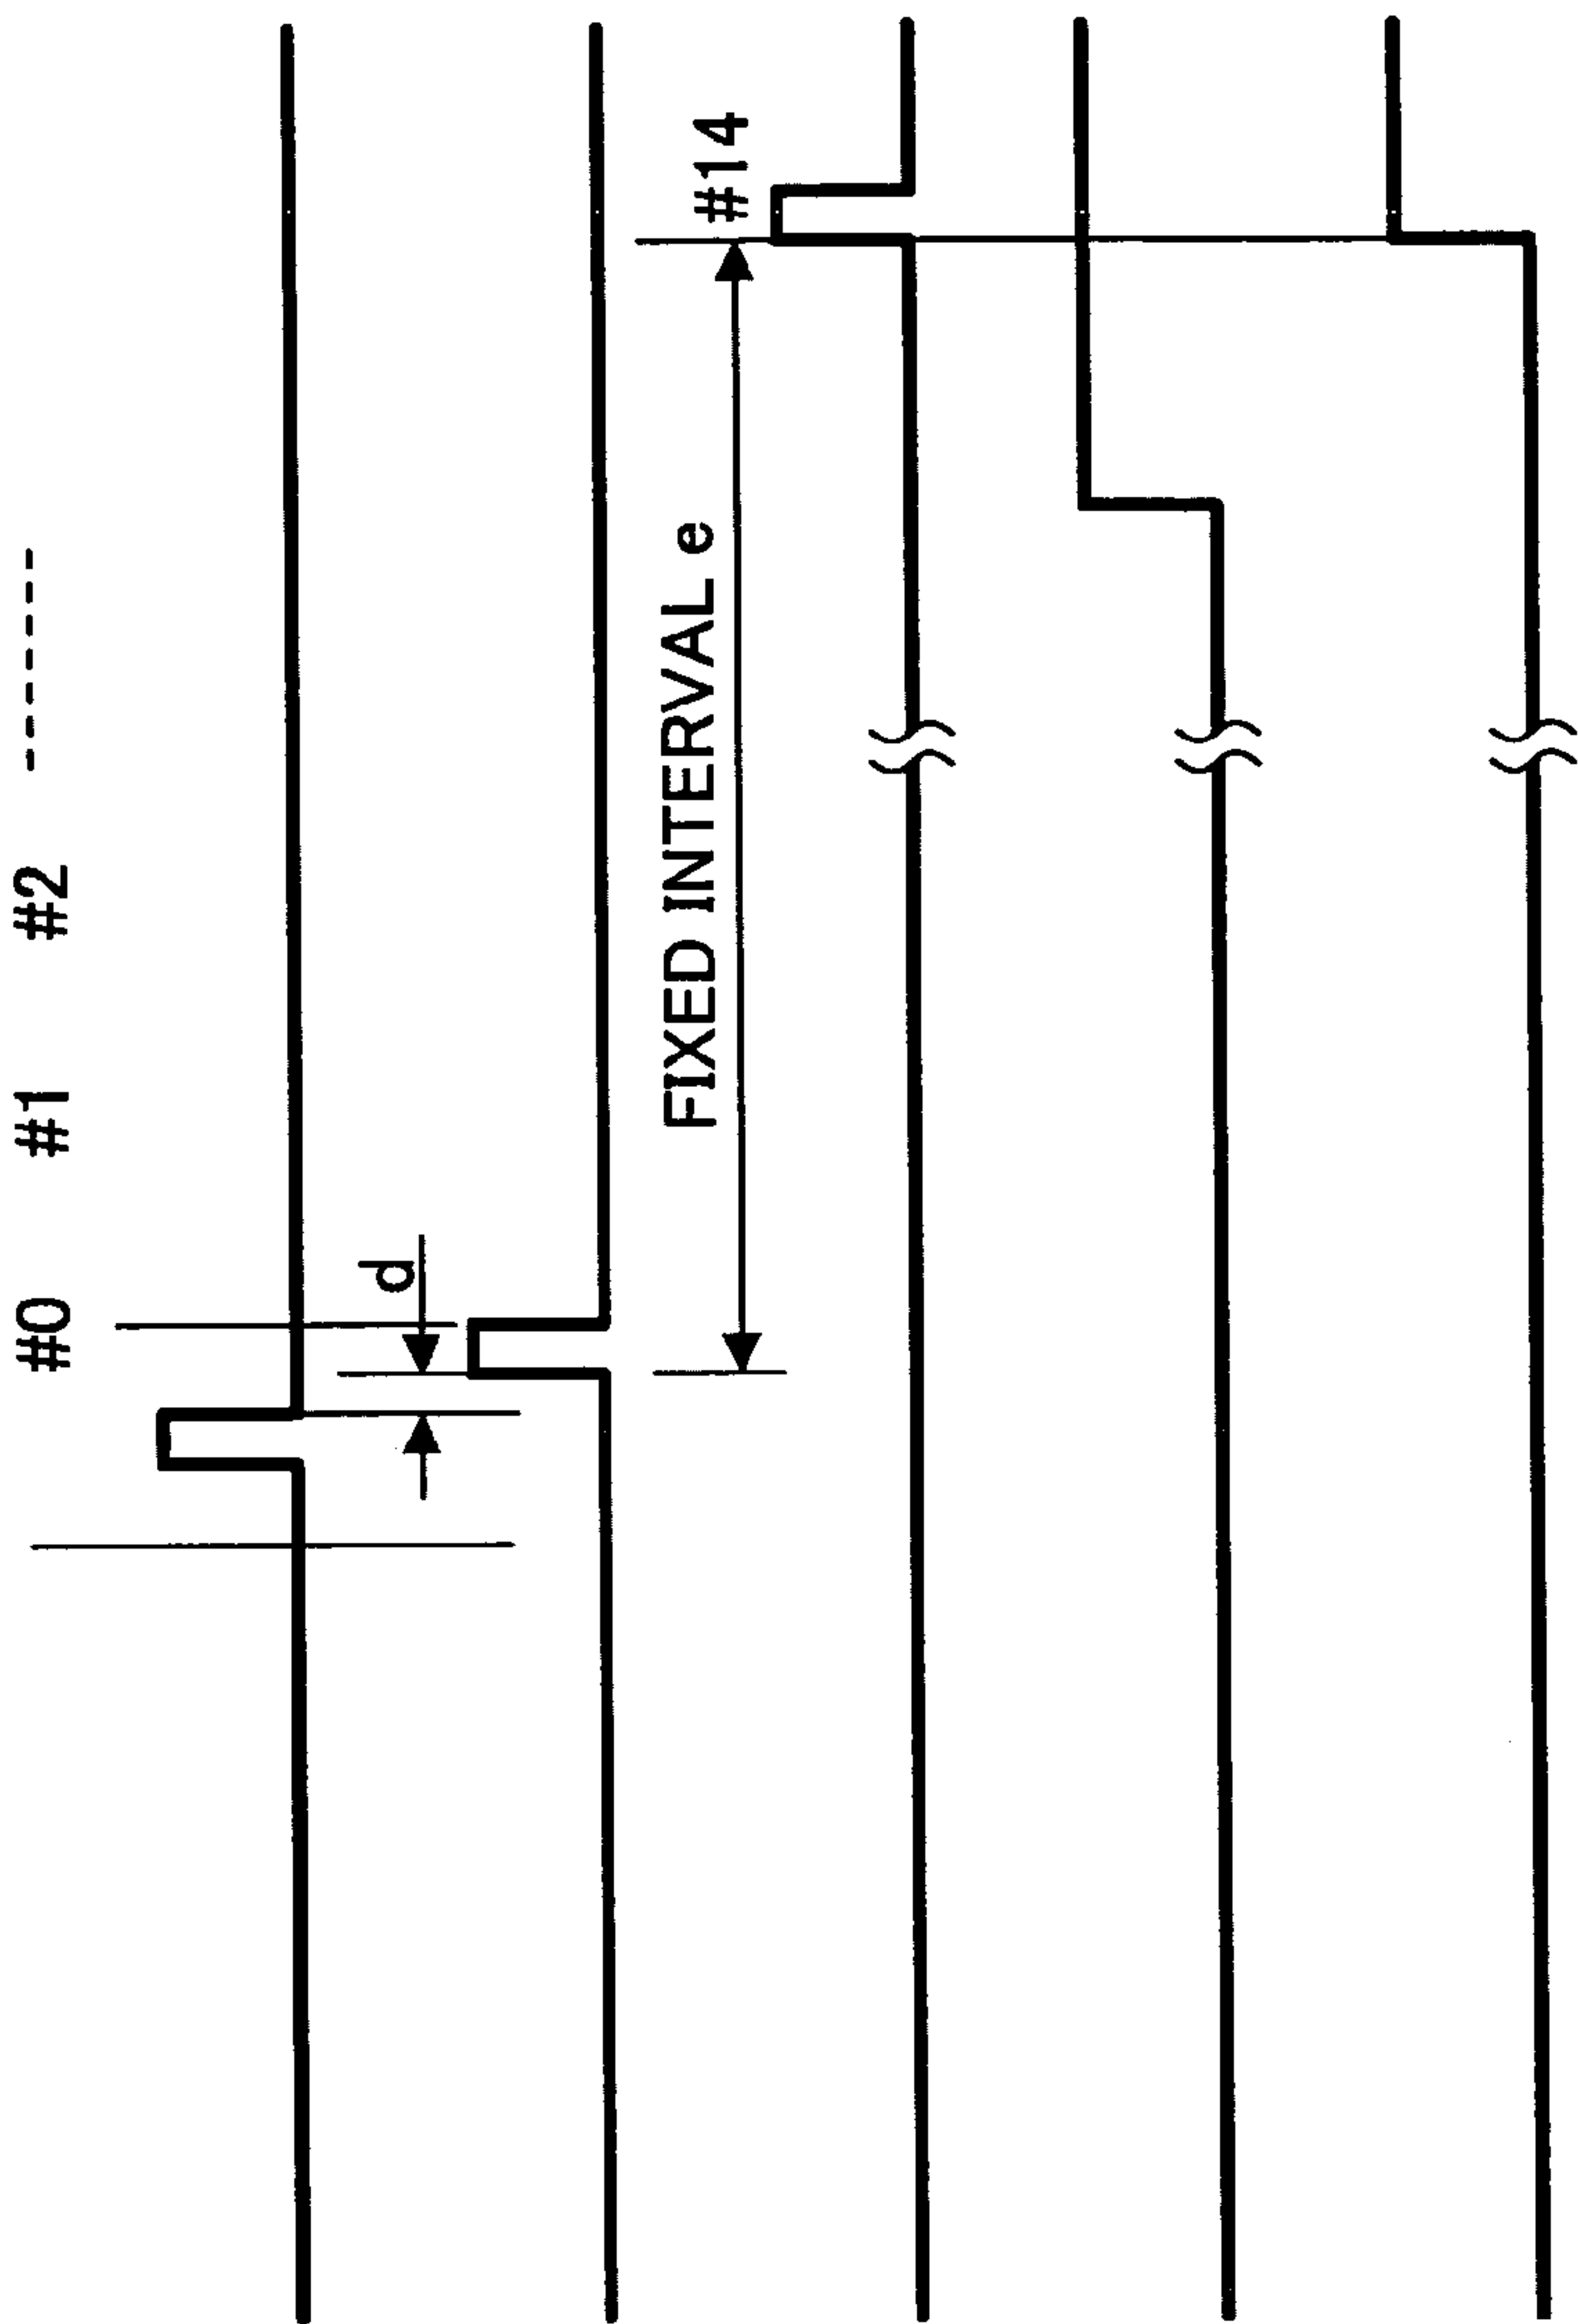 #0 #1 #2 -------
d
FIXED INTERVAL e
#14